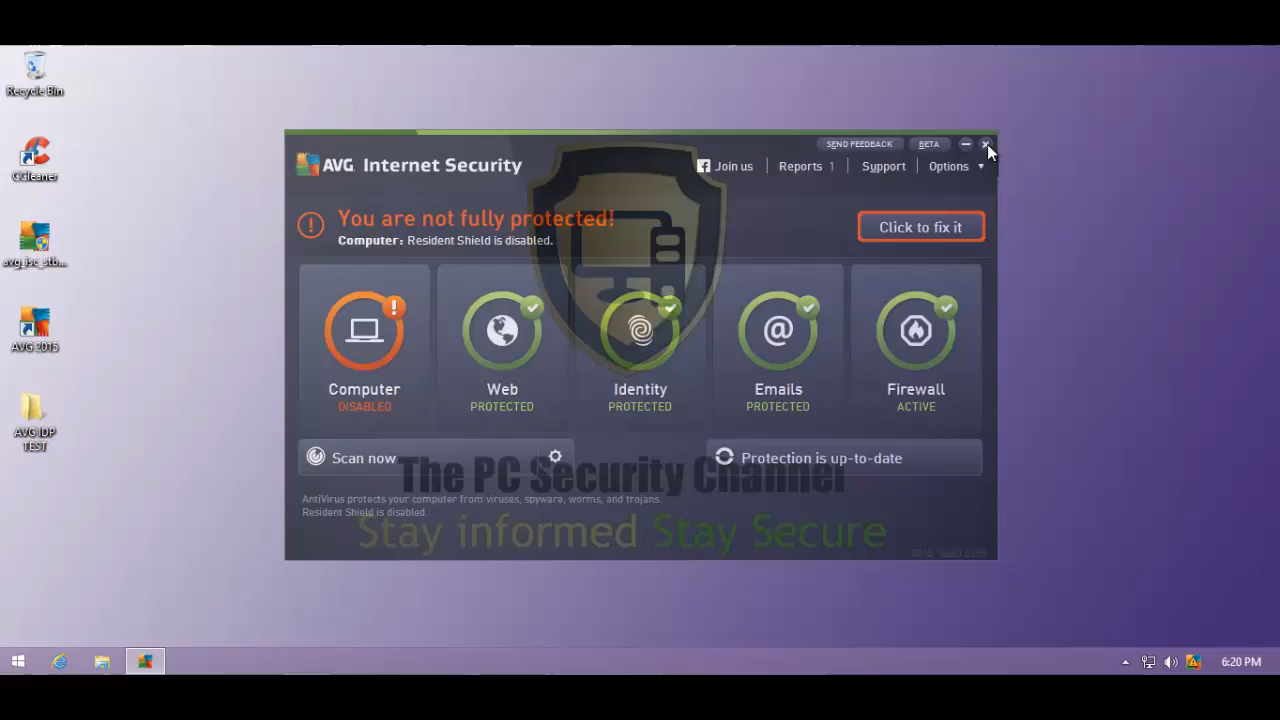 Recycle Bin
CCleaner
avg_isc_stb...
AVG 2015
AVG IDP
TEST
SEND FEEDBACK
BETA
AVG. Internet Security
Join us
Reports 1
Support
Options
You are not fully protected!
Computer: Resident Shield is disabled.
Click to fix it
Computer
DISABLED
Web
PROTECTED
Identity
PROTECTED
Emails
PROTECTED
Firewall
ACTIVE
Scan now
Protection is up-to-date
The PC Security Channel
AntiVirus protects your computer from viruses, spyware, worms, and trojans.
Resident Shield is disabled.
Stay informed Stay Secure
6:20 PM